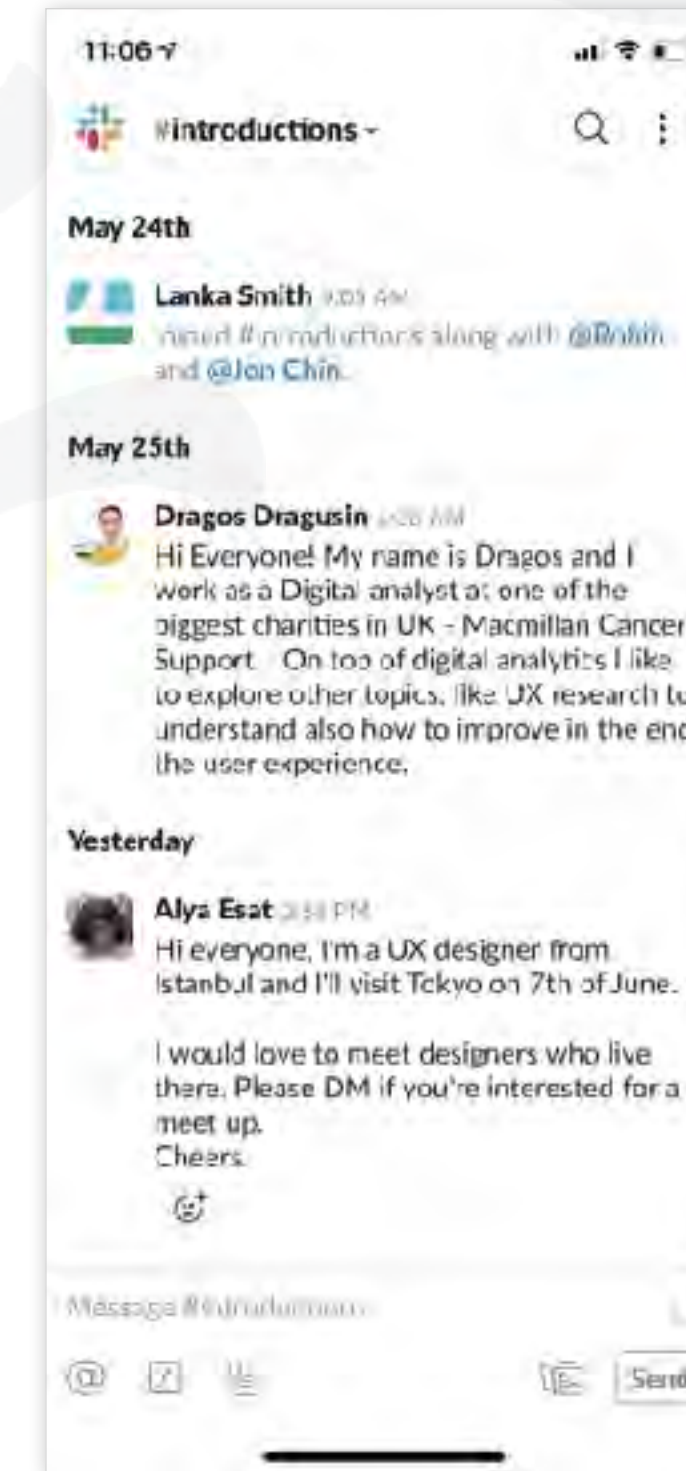 11:06
#introductions
May 24th
Lanka Smith AM
joined #introductions along with @Robin
and @Jon Chin.
May 25th
Dragos Dragusin AM
Hi Everyone! My name is Dragos and I
work as a Digital analyst at one of the
biggest charities in UK - Macmillan Cancer
Support On top of digital analytics I like
to explore other topics, like UX research to
understand also how to improve in the end
the user experience.
Yesterday
Alya Esat PM
Hi everyone, I'm a UX designer from
Istanbul and I'll visit Tokyo on 7th of June.
I would love to meet designers who live
there. Please DM if you're interested for a
meet up.
Cheers.
Message #introductions
Send